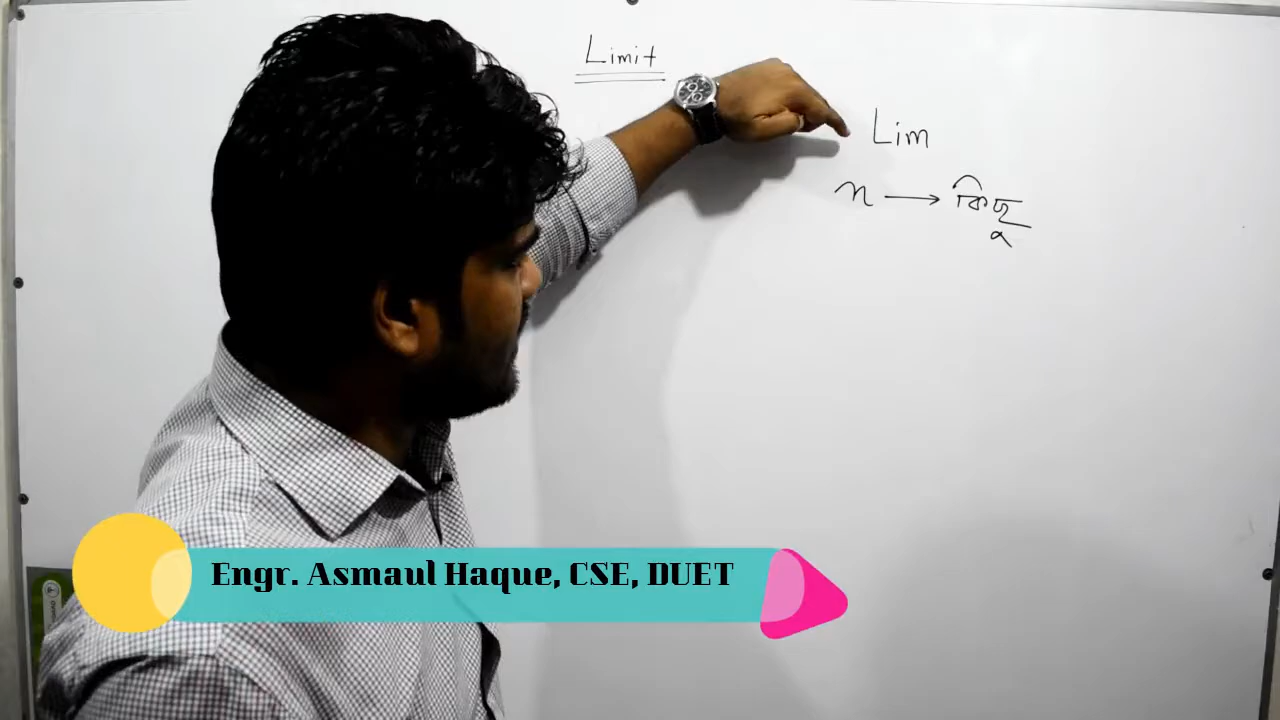 Limit
Lim
n → কিছু
Engr. Asmaul Haque, CSE, DUET